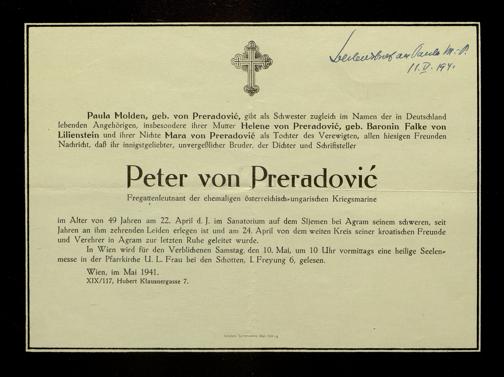 11. V. 1941
Paula Molden, geb. von Preradović, gibt als Schwester zugleich im Namen der in Deutschland
lebenden Angehörigen, insbesondere ihrer Mutter Helene von Preradović, geb. Baronin Falke von
Lilienstein und ihrer Nichte Mara von Preradović als Tochter des Verewigten, allen hiesigen Freunden
Nachricht, daß ihr innigstgeliebter, unvergeßlicher Bruder, der Dichter und Schriftsteller
Peter von Preradović
Fregattenleutnant der ehemaligen österreichisch-ungarischen Kriegsmarine
im Alter von 49 Jahren am 22. April d. J. im Sanatorium auf dem Sljemen bei Agram seinem schweren, seit
Jahren an ihm zehrenden Leiden erlegen ist und am 24. April von dem weiten Kreis seiner kroatischen Freunde
und Verehrer in Agram zur letzten Ruhe geleitet wurde.
In Wien wird für den Verblichenen Samstag, den 10. Mai, um 10 Uhr vormittags eine heilige Seelen-
messe in der Pfarrkirche U. L. Frau bei den Schotten, I. Freyung 6, gelesen.
Wien, im Mai 1941.
XIX/117, Hubert Klausnergasse 7.